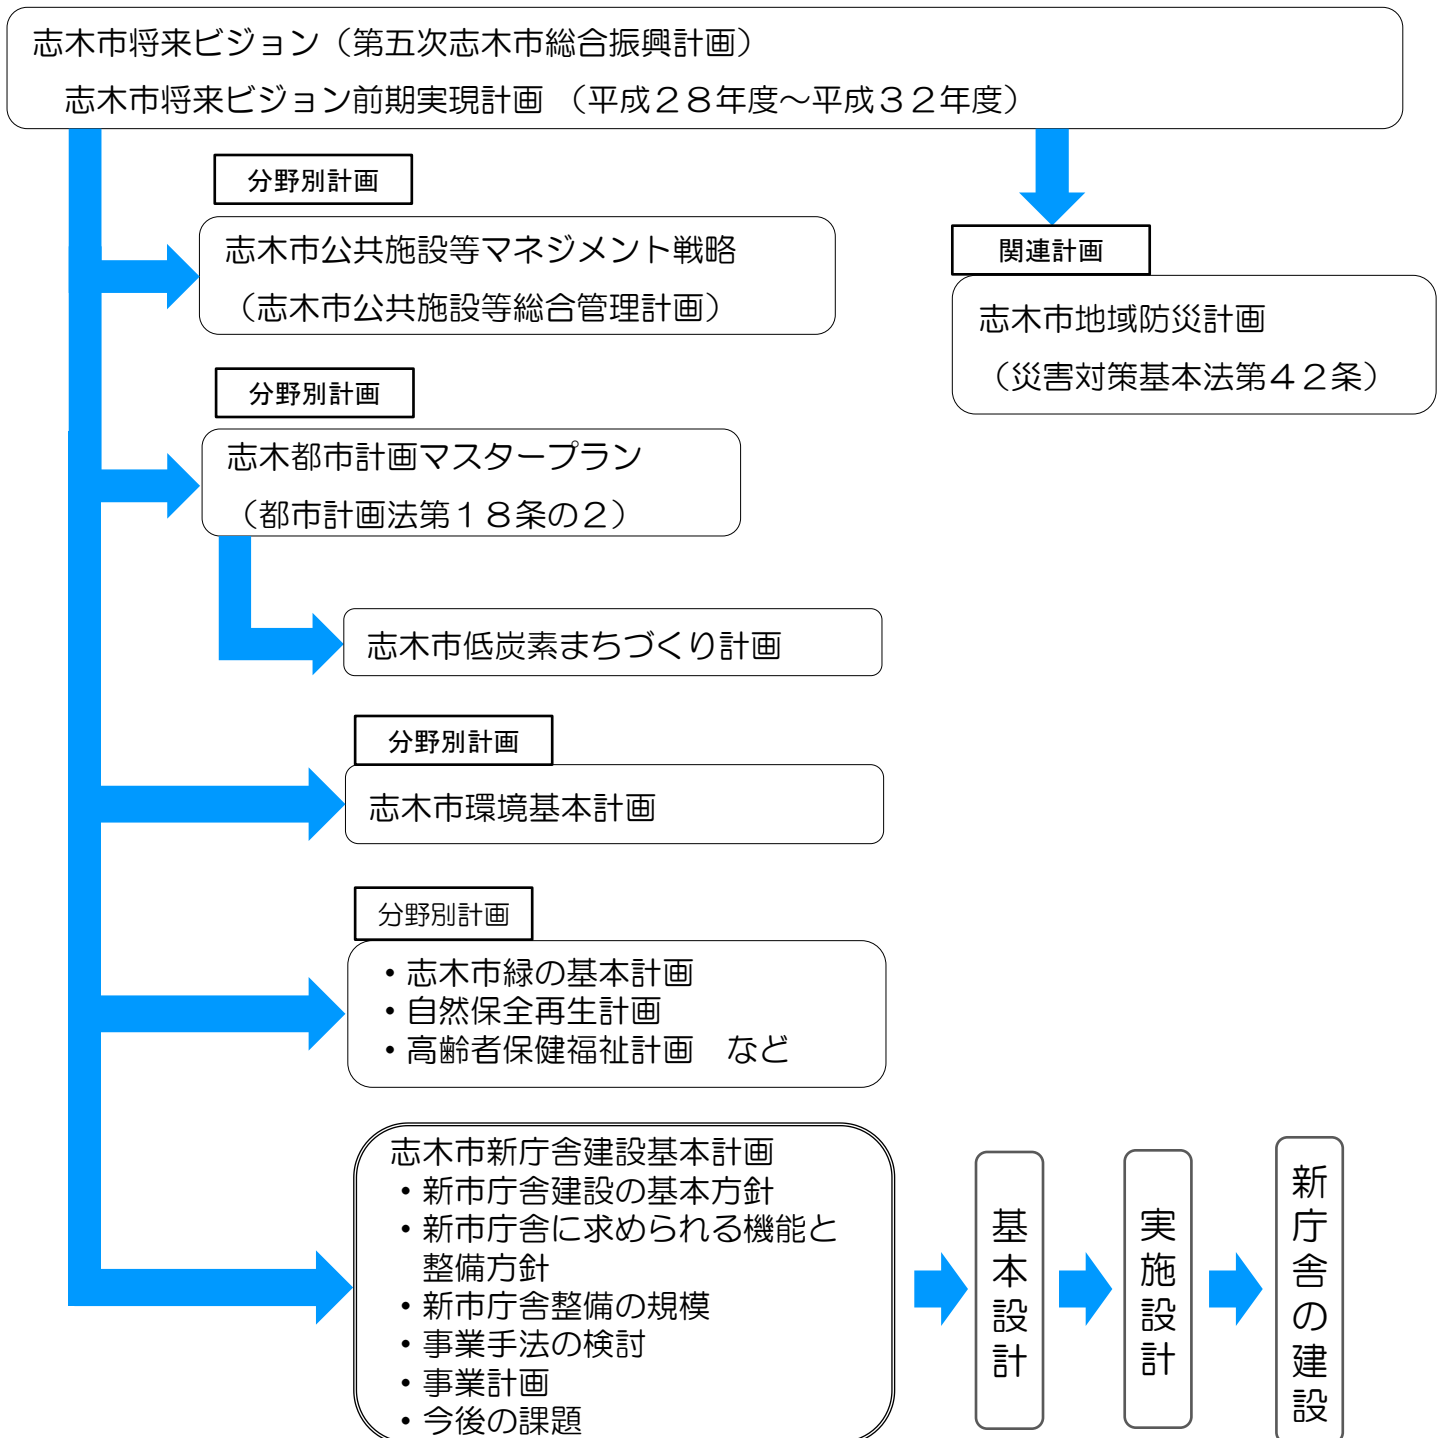 志木市将来ビジョン（第五次志木市総合振興計画）
志木市将来ビジョン前期実現計画 （平成２８年度～平成３２年度）
分野別計画
志木市公共施設等マネジメント戦略
（志木市公共施設等総合管理計画）
関連計画
志木市地域防災計画
（災害対策基本法第４２条）
分野別計画
志木都市計画マスタープラン
（都市計画法第１８条の２）
志木市低炭素まちづくり計画
分野別計画
志木市環境基本計画
分野別計画
・志木市緑の基本計画
・自然保全再生計画
・高齢者保健福祉計画　など
志木市新庁舎建設基本計画
・新市庁舎建設の基本方針
・新市庁舎に求められる機能と
整備方針
・新市庁舎整備の規模
・事業手法の検討
・事業計画
・今後の課題
基本設計
実施設計
新庁舎の建設